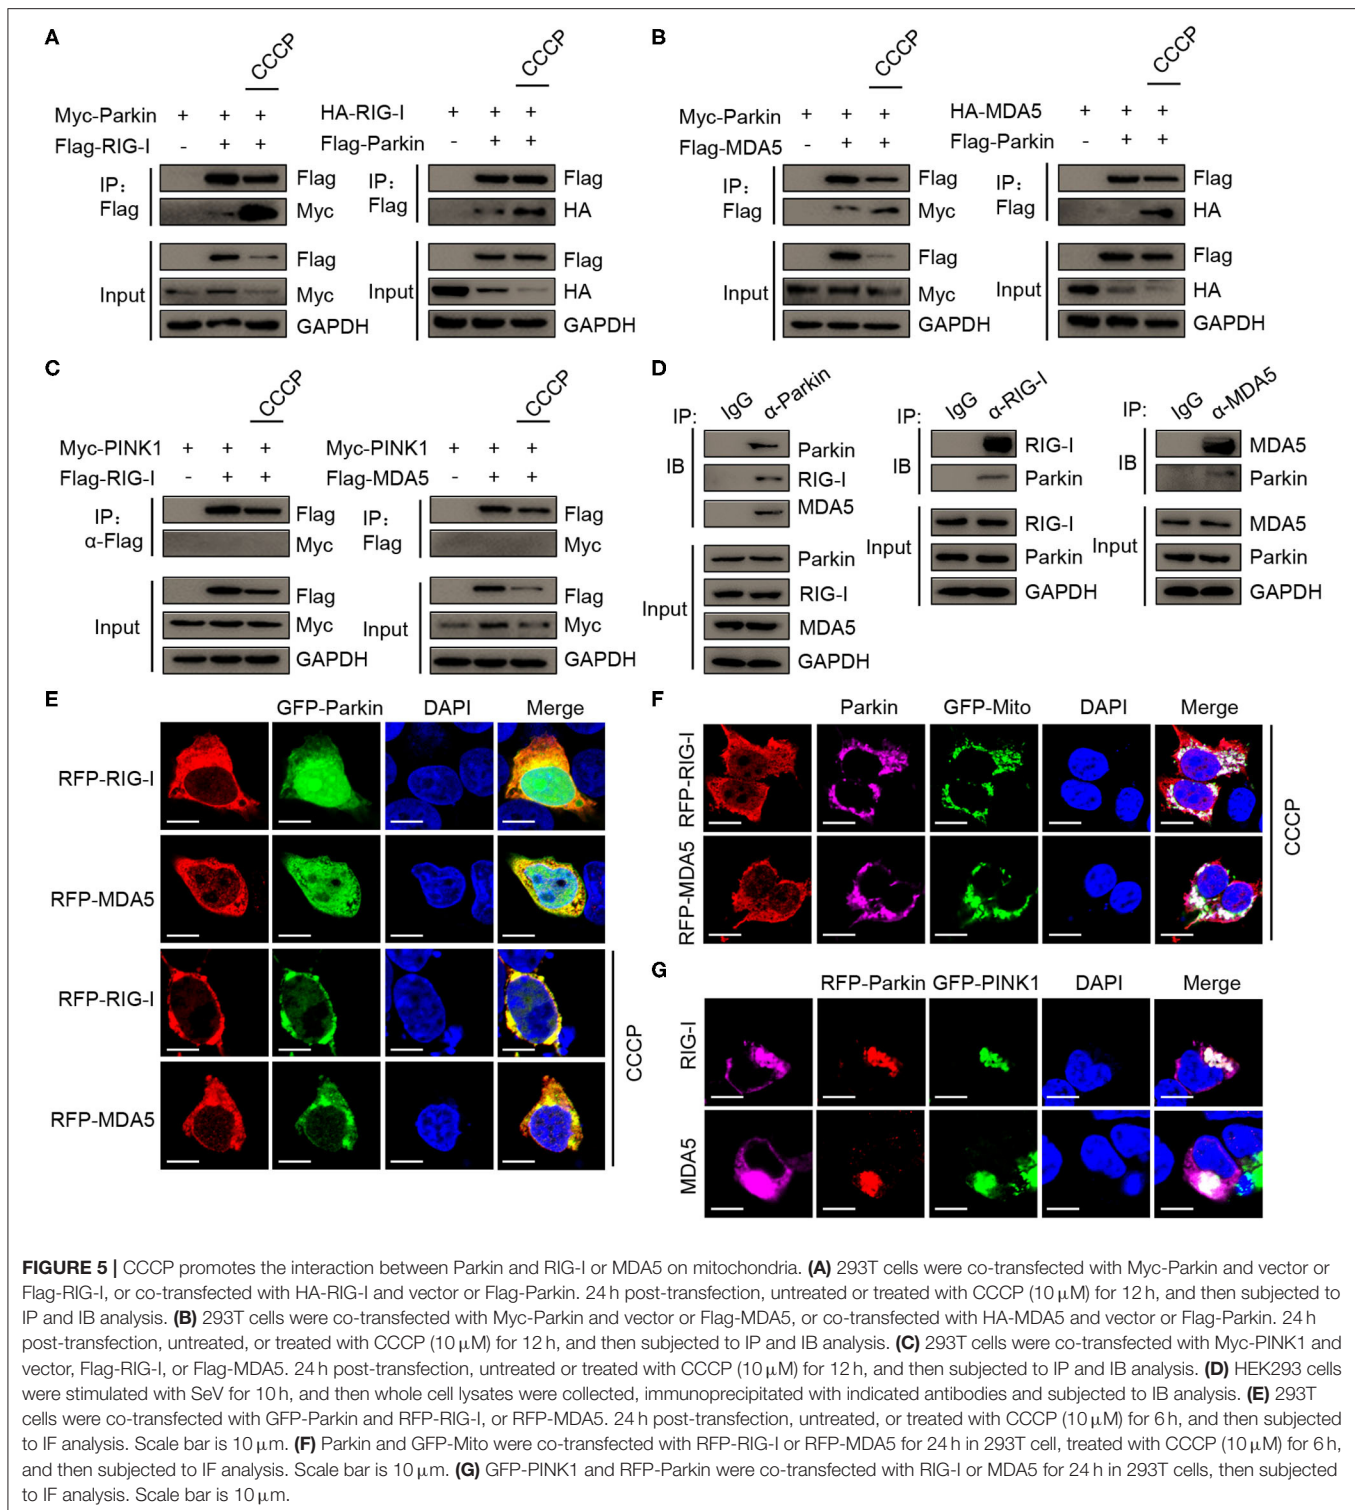 A
CCCP
Myc-Parkin + + +
Flag-RIG-I - + +
IP:
Flag
Flag
Myc
Input
Flag
Myc
GAPDH
CCCP
HA-RIG-I + + +
Flag-Parkin - + +
IP:
Flag
Flag
HA
Input
Flag
HA
GAPDH
B
CCCP
Myc-Parkin + + +
Flag-MDA5 - + +
IP:
Flag
Flag
Myc
Input
Flag
Myc
GAPDH
CCCP
HA-MDA5 + + +
Flag-Parkin - + +
IP:
Flag
Flag
HA
Input
Flag
HA
GAPDH
C
CCCP
Myc-PINK1 + + +
Flag-RIG-I - + +
IP:
α-Flag
Flag
Myc
Input
Flag
Myc
GAPDH
CCCP
Myc-PINK1 + + +
Flag-MDA5 - + +
IP:
Flag
Flag
Myc
Input
Flag
Myc
GAPDH
D
IP: IgG α-Parkin
IB
Parkin
RIG-I
MDA5
Input
Parkin
RIG-I
MDA5
GAPDH
IP: IgG α-RIG-I
IB
RIG-I
Parkin
Input
RIG-I
Parkin
GAPDH
IP: IgG α-MDA5
IB
MDA5
Parkin
Input
MDA5
Parkin
GAPDH
E
GFP-Parkin DAPI Merge
RFP-RIG-I
RFP-MDA5
RFP-RIG-I
RFP-MDA5
CCCP
F
Parkin GFP-Mito DAPI Merge
RFP-RIG-I
RFP-MDA5
CCCP
G
RFP-Parkin GFP-PINK1 DAPI Merge
RIG-I
MDA5
FIGURE 5 | CCCP promotes the interaction between Parkin and RIG-I or MDA5 on mitochondria. (A) 293T cells were co-transfected with Myc-Parkin and vector or
Flag-RIG-I, or co-transfected with HA-RIG-I and vector or Flag-Parkin. 24 h post-transfection, untreated or treated with CCCP (10 μM) for 12 h, and then subjected to
IP and IB analysis. (B) 293T cells were co-transfected with Myc-Parkin and vector or Flag-MDA5, or co-transfected with HA-MDA5 and vector or Flag-Parkin. 24 h
post-transfection, untreated, or treated with CCCP (10 μM) for 12 h, and then subjected to IP and IB analysis. (C) 293T cells were co-transfected with Myc-PINK1 and
vector, Flag-RIG-I, or Flag-MDA5. 24 h post-transfection, untreated or treated with CCCP (10 μM) for 12 h, and then subjected to IP and IB analysis. (D) HEK293 cells
were stimulated with SeV for 10 h, and then whole cell lysates were collected, immunoprecipitated with indicated antibodies and subjected to IB analysis. (E) 293T
cells were co-transfected with GFP-Parkin and RFP-RIG-I, or RFP-MDA5. 24 h post-transfection, untreated, or treated with CCCP (10 μM) for 6 h, and then subjected
to IF analysis. Scale bar is 10 μm. (F) Parkin and GFP-Mito were co-transfected with RFP-RIG-I or RFP-MDA5 for 24 h in 293T cell, treated with CCCP (10 μM) for 6 h,
and then subjected to IF analysis. Scale bar is 10 μm. (G) GFP-PINK1 and RFP-Parkin were co-transfected with RIG-I or MDA5 for 24 h in 293T cells, then subjected
to IF analysis. Scale bar is 10 μm.